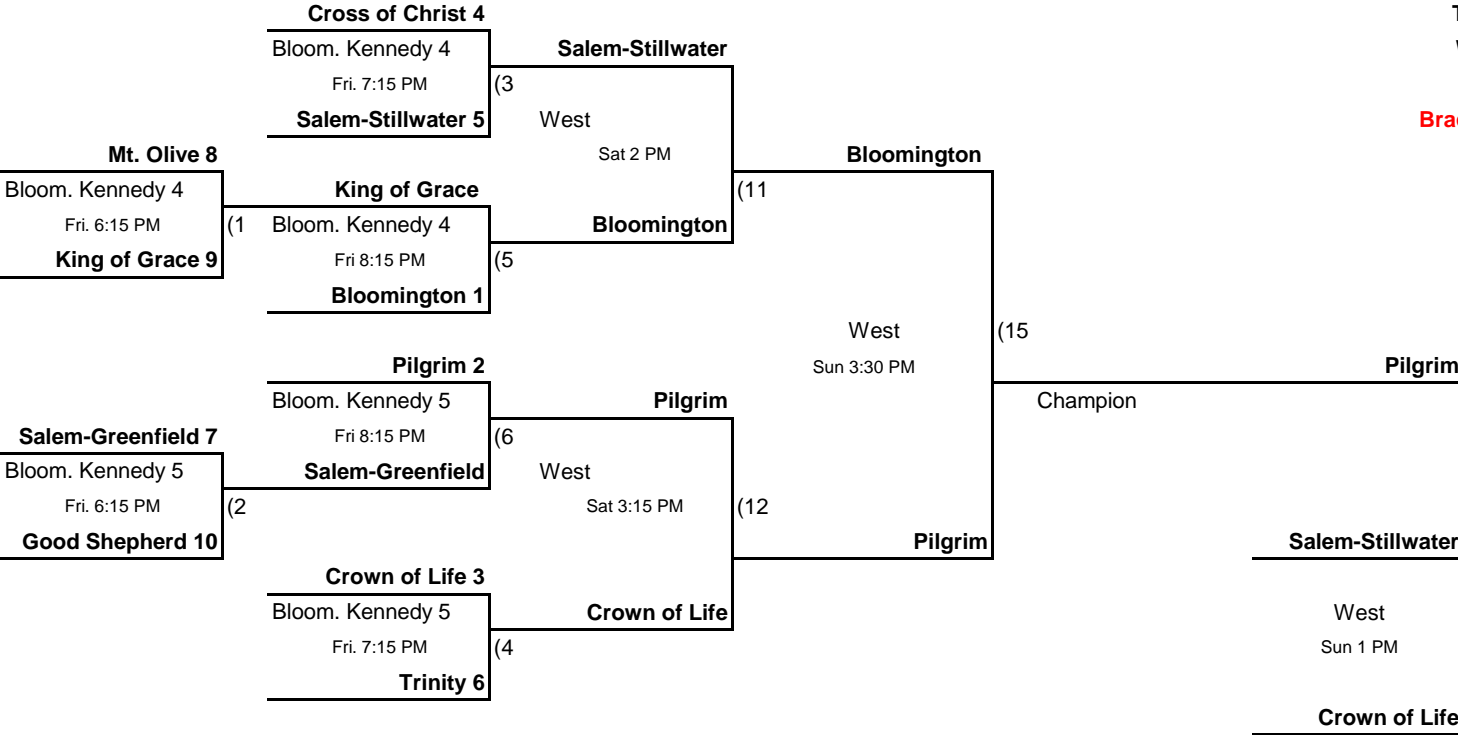 Cross of Christ 4
T
Bloom. Kennedy 4
Salem-Stillwater
Fri. 7:15 PM
(3
Salem-Stillwater 5
West
Brac
Mt. Olive 8
Sat 2 PM
Bloomington
Bloom. Kennedy 4
King of Grace
(11
Fri. 6:15 PM
(1
Bloom. Kennedy 4
Bloomington
King of Grace 9
Fri 8:15 PM
(5
Bloomington 1
West
(15
Pilgrim 2
Sun 3:30 PM
Pilgrim
Bloom. Kennedy 5
Pilgrim
Champion
Salem-Greenfield 7
Fri 8:15 PM
(6
Bloom. Kennedy 5
Salem-Greenfield
West
Fri. 6:15 PM
(2
Sat 3:15 PM
(12
Good Shepherd 10
Pilgrim
Salem-Stillwater
Crown of Life 3
Bloom. Kennedy 5
Crown of Life
West
Fri. 7:15 PM
(4
Sun 1 PM
Trinity 6
Crown of Life